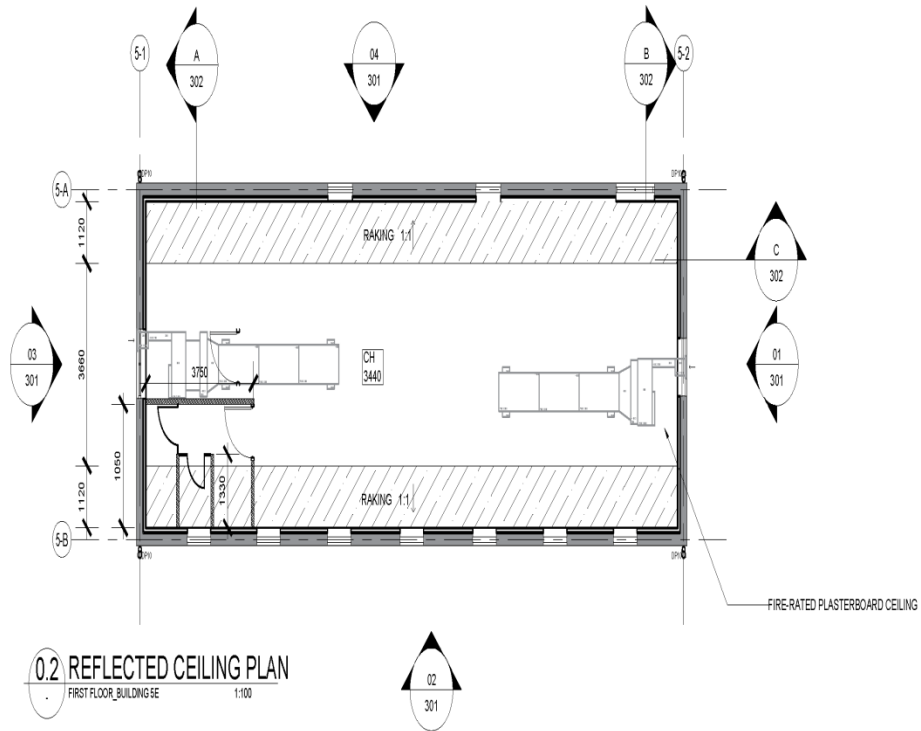 5-1
A
302
04
301
B
302
5-2
DP10
5-A
1120
RAKING 1:1
C
302
03
301
3660
3750
CH
3440
01
301
1050
1330
1120
RAKING 1:1
5-B
DP10
FIRE-RATED PLASTERBOARD CEILING
0.2 REFLECTED CEILING PLAN
FIRST FLOOR_BUILDING 5E 1:100
02
301